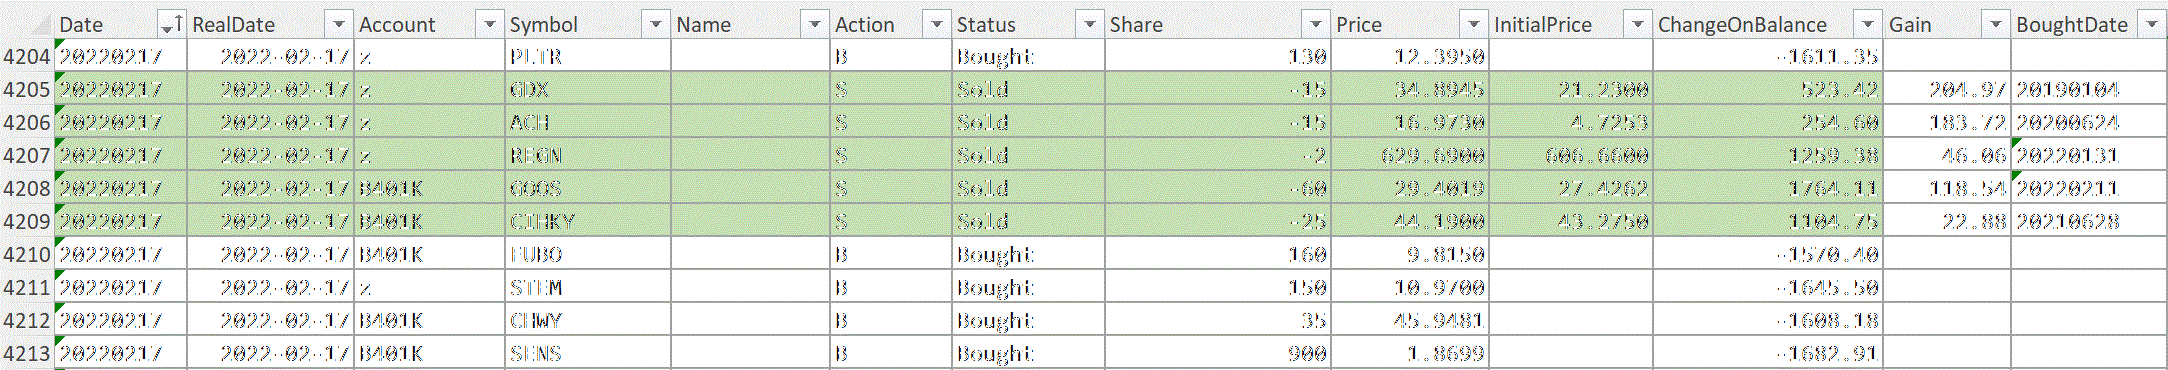 Date RealDate Account Symbol Name Action Status Share Price InitialPrice ChangeOnBalance Gain BoughtDate
4204 20220217 2022-02-17 z PLTR B Bought 130 12.3950 -1611.35
4205 20220217 2022-02-17 z GDX S Sold -15 34.8945 21.2300 523.42 204.97 20190104
4206 20220217 2022-02-17 z ACH S Sold -15 16.9730 4.7253 254.60 183.72 20200624
4207 20220217 2022-02-17 z REGN S Sold -2 629.6900 606.6600 1259.38 46.06 20220131
4208 20220217 2022-02-17 B401K GOOS S Sold -60 29.4019 27.4262 1764.11 118.54 20220211
4209 20220217 2022-02-17 B401K CIHKY S Sold -25 44.1900 43.2750 1104.75 22.88 20210628
4210 20220217 2022-02-17 B401K FUBO B Bought 160 9.8150 -1570.40
4211 20220217 2022-02-17 z STEM B Bought 150 10.9700 -1645.50
4212 20220217 2022-02-17 B401K CHWY B Bought 35 45.9481 -1608.18
4213 20220217 2022-02-17 B401K SENS B Bought 900 1.8699 -1682.91